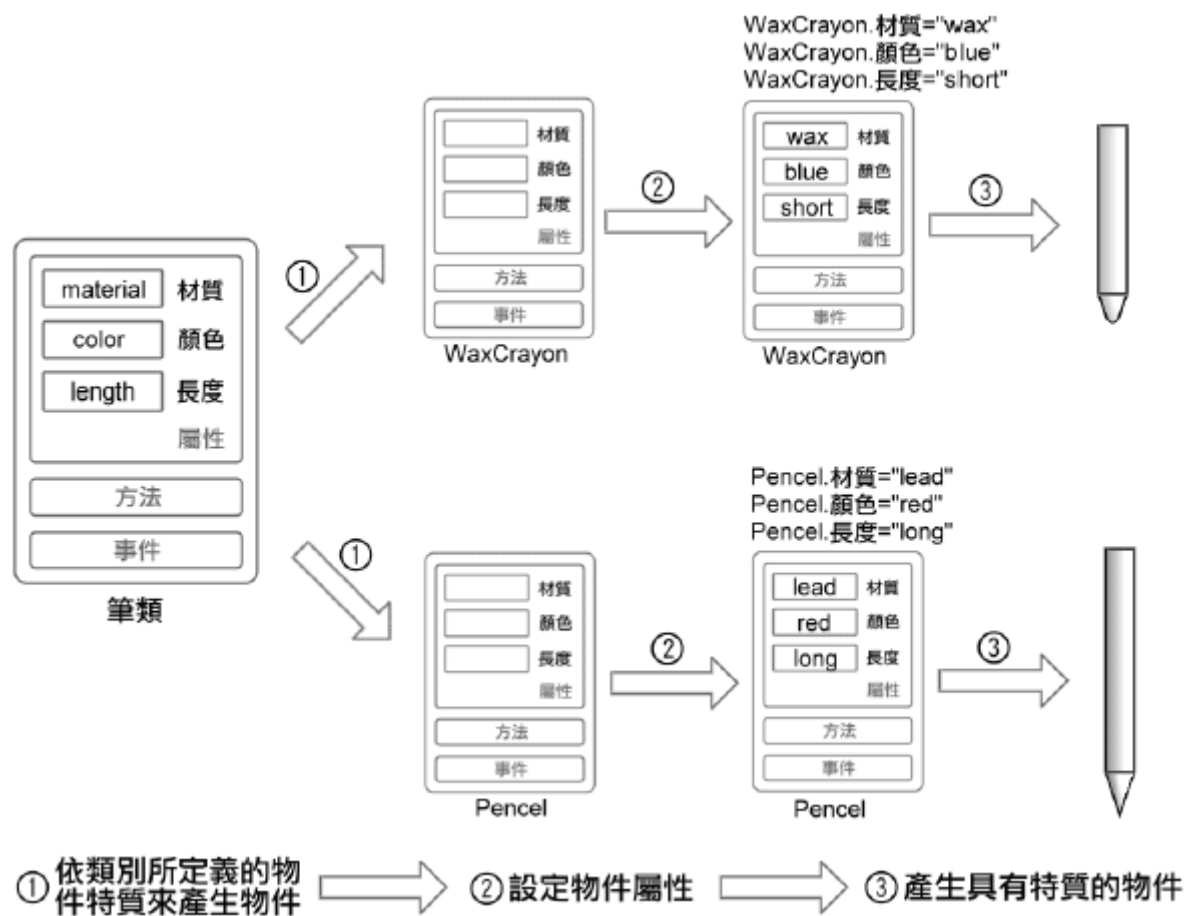 WaxCrayon.材質="wax"
WaxCrayon.顏色="blue"
WaxCrayon.長度="short"
材質
顏色
長度
屬性
方法
事件
WaxCrayon
②
wax 材質
blue 顏色
short 長度
屬性
方法
事件
WaxCrayon
③
material 材質
color 顏色
length 長度
屬性
方法
事件
筆類
①
①
Pencel.材質="lead"
Pencel.顏色="red"
Pencel.長度="long"
材質
顏色
長度
屬性
方法
事件
Pencel
②
lead 材質
red 顏色
long 長度
屬性
方法
事件
Pencel
③
① 依類別所定義的物
件特質來產生物件
② 設定物件屬性
③ 產生具有特質的物件